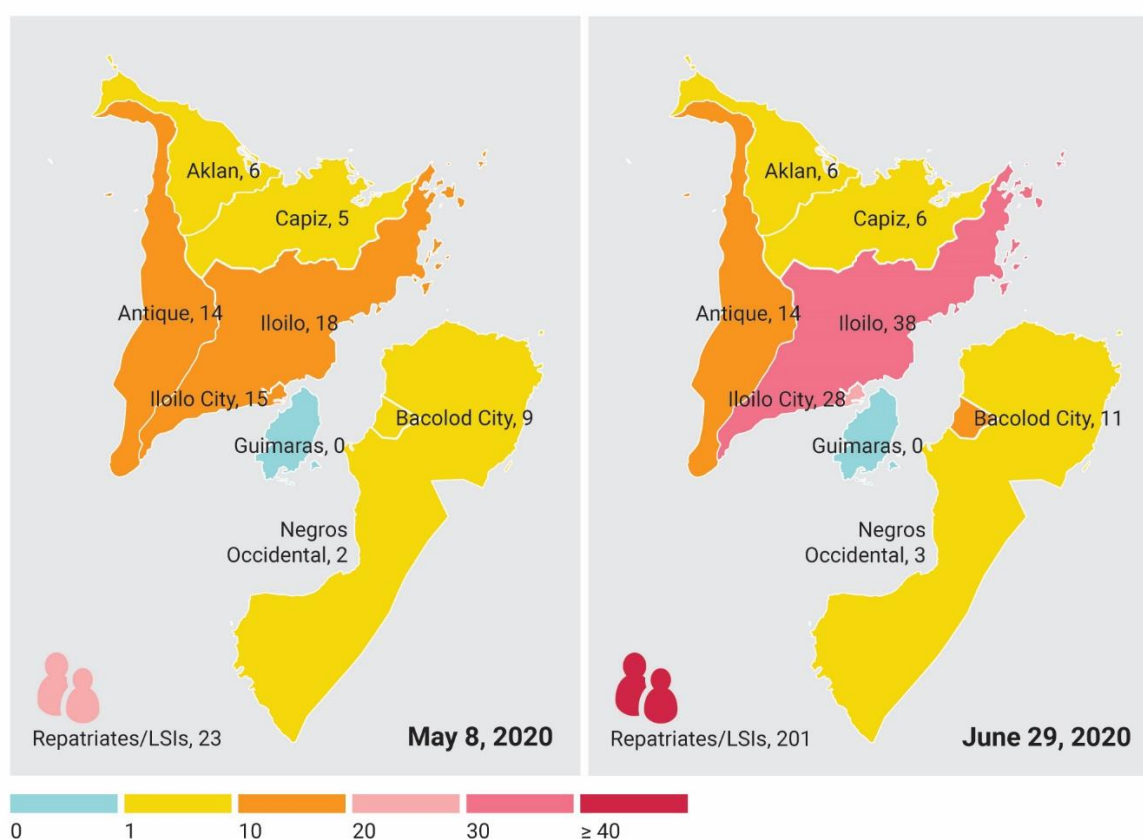 Aklan, 6
Capiz, 5
Antique, 14
Iloilo, 18
Iloilo City, 15
Bacolod City, 9
Guimaras, 0
Negros
Occidental, 2
Repatriates/LSIs, 23
May 8, 2020
Aklan, 6
Capiz, 6
Antique, 14
Iloilo, 38
Iloilo City, 28
Bacolod City, 11
Guimaras, 0
Negros
Occidental, 3
Repatriates/LSIs, 201
June 29, 2020
0 1 10 20 30 ≥ 40